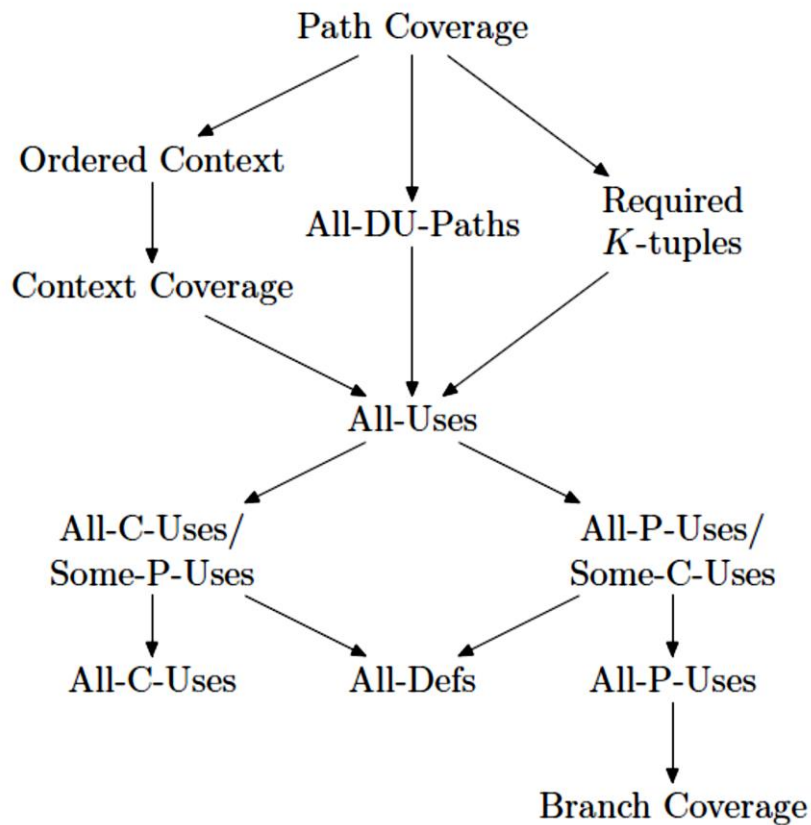 Path Coverage
Ordered Context
All-DU-Paths
Required
K-tuples
Context Coverage
All-Uses
All-C-Uses/
Some-P-Uses
All-P-Uses/
Some-C-Uses
All-C-Uses
All-Defs
All-P-Uses
Branch Coverage